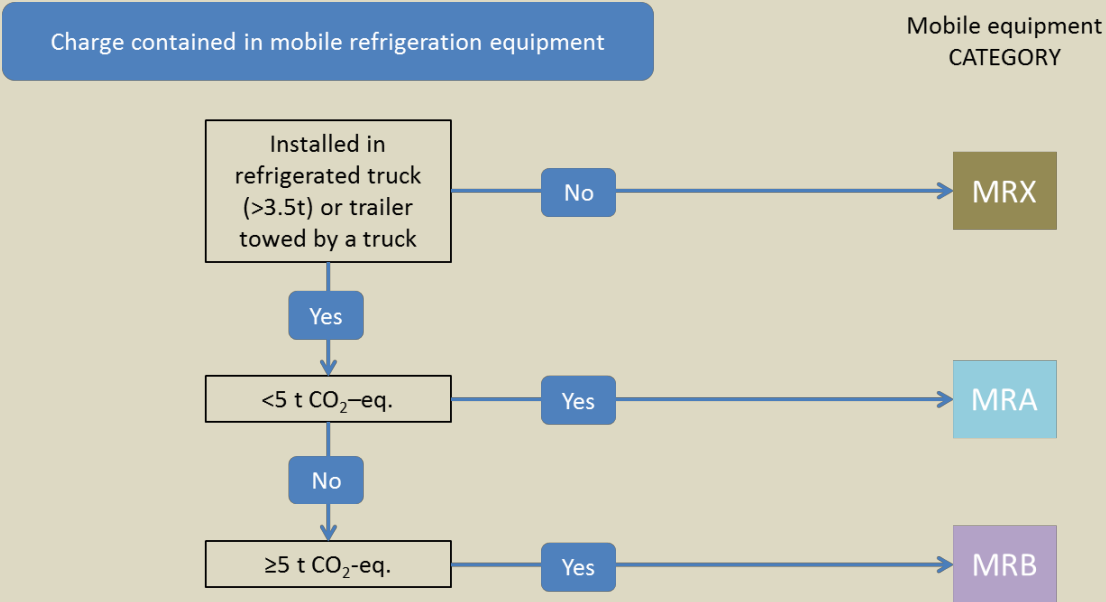 Charge contained in mobile refrigeration equipment
Mobile equipment
CATEGORY
Installed in
refrigerated truck
(>3.5t) or trailer
towed by a truck
No
MRX
Yes
<5 t CO₂–eq.
Yes
MRA
No
≥5 t CO₂-eq.
Yes
MRB